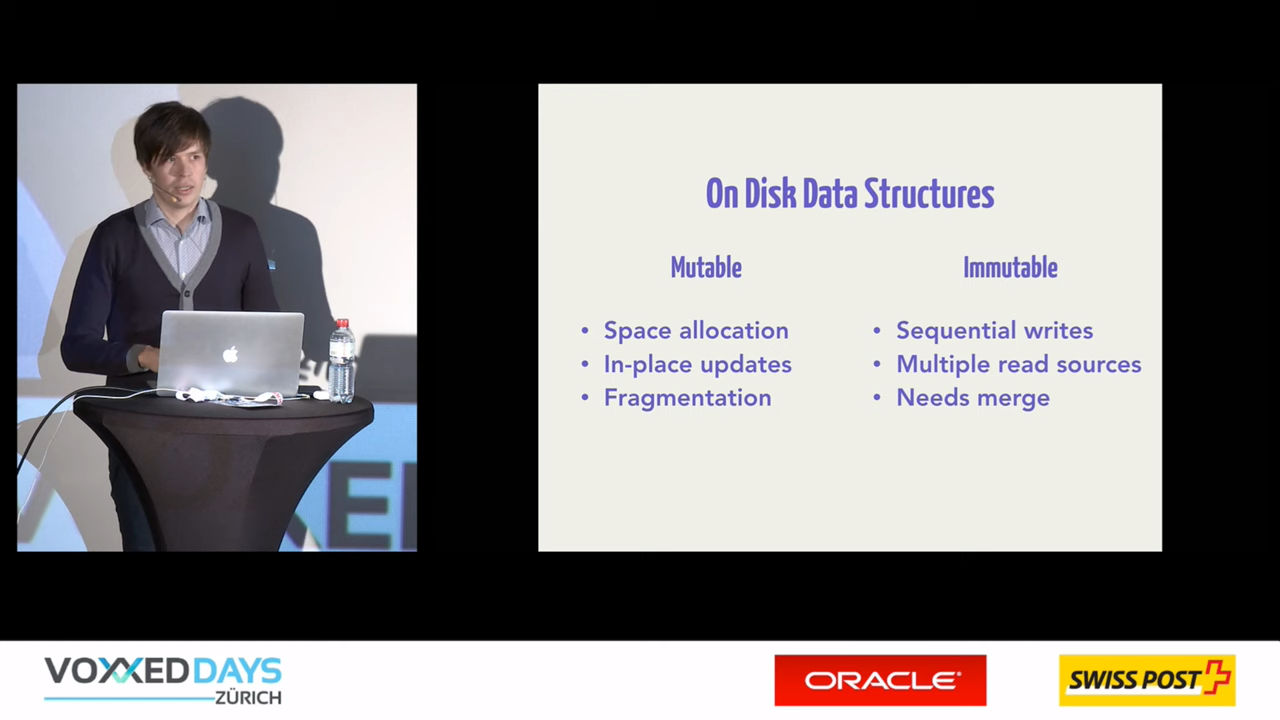 On Disk Data Structures
Mutable
• Space allocation
• In-place updates
• Fragmentation
Immutable
• Sequential writes
• Multiple read sources
• Needs merge
VOXXED DAYS
ZÜRICH
ORACLE®
SWISS POST